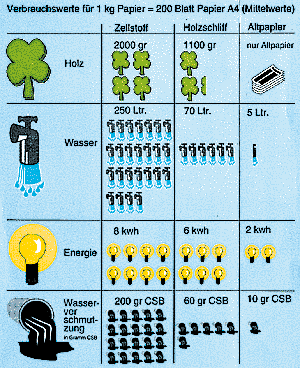 Verbrauchswerte für 1 kg Papier = 200 Blatt Papier A4 (Mittelwerte)
Zellstoff Holzschliff Altpapier
Holz 2000 gr 1100 gr nur Altpapier
Wasser 250 Ltr. 70 Ltr. 5 Ltr.
Energie 8 kwh 6 kwh 2 kwh
Wasser-
ver
schmut-
zung
in Gramm CSB
200 gr CSB 60 gr CSB 10 gr CSB